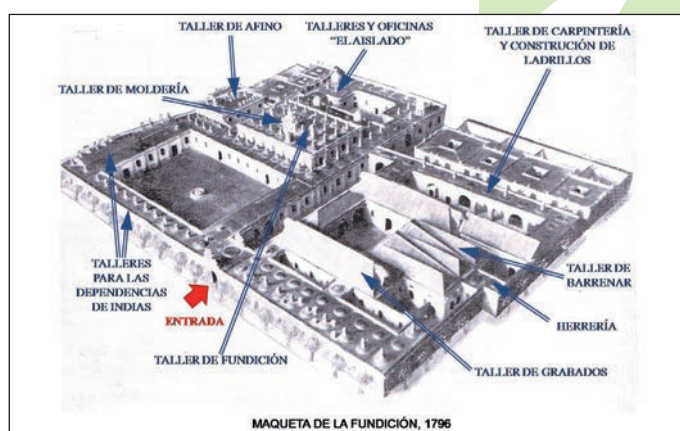 TALLER DE AFINO
TALLERES Y OFICINAS
"EL AISLADO"
TALLER DE CARPINTERÍA
Y CONSTRUCIÓN DE
LADRILLOS
TALLER DE MOLDERÍA
TALLERES
PARA LAS
DEPENDENCIAS
DE INDIAS
ENTRADA
TALLER DE FUNDICIÓN
TALLER DE
BARRENAR
HERRERÍA
TALLER DE GRABADOS
MAQUETA DE LA FUNDICIÓN, 1796